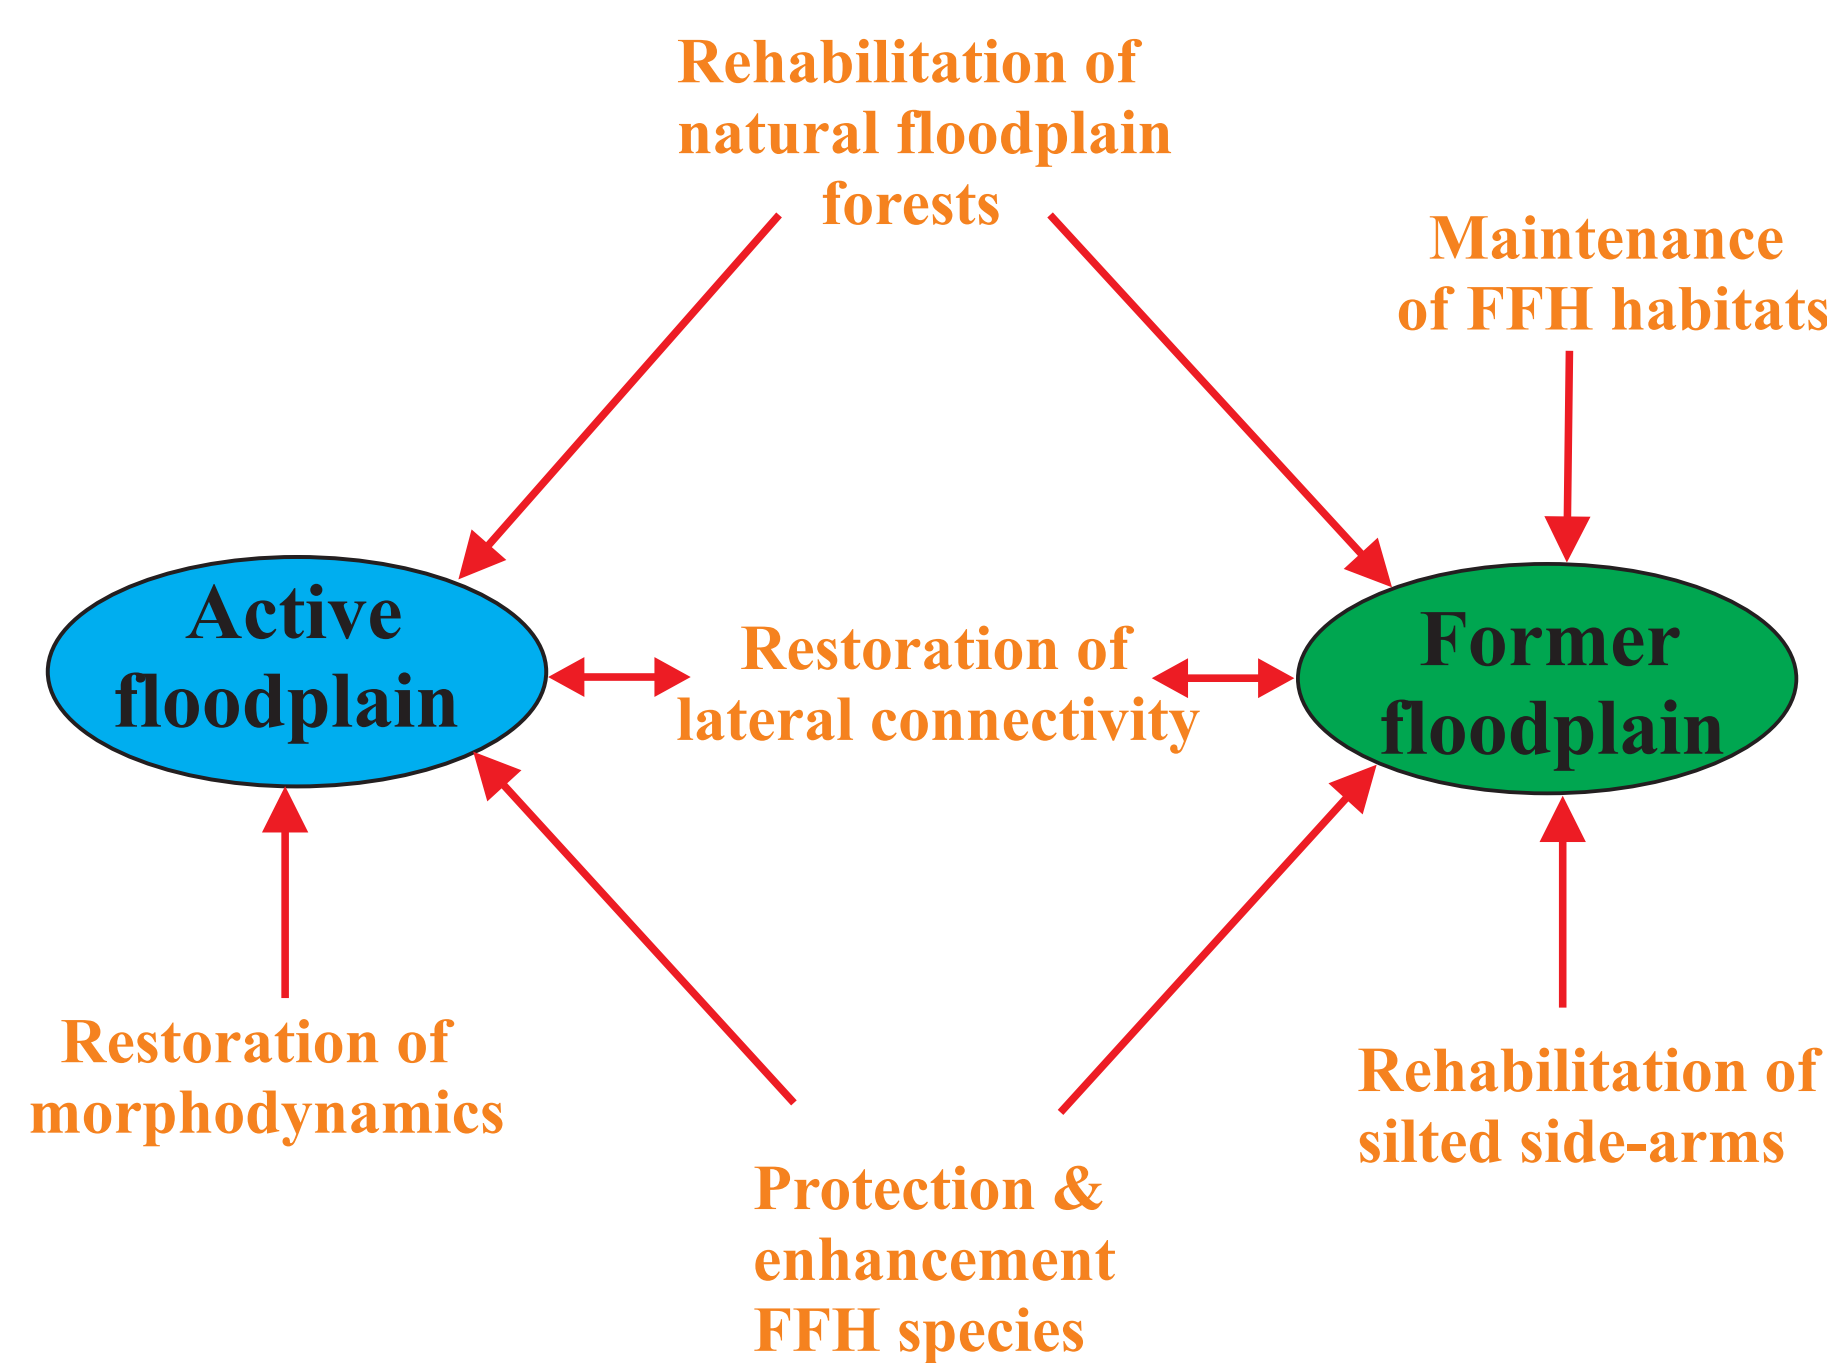 Rehabilitation of
natural floodplain
forests
Maintenance
of FFH habitats
Active
floodplain
Restoration of
lateral connectivity
Former
floodplain
Restoration of
morphodynamics
Rehabilitation of
silted side-arms
Protection &
enhancement
FFH species